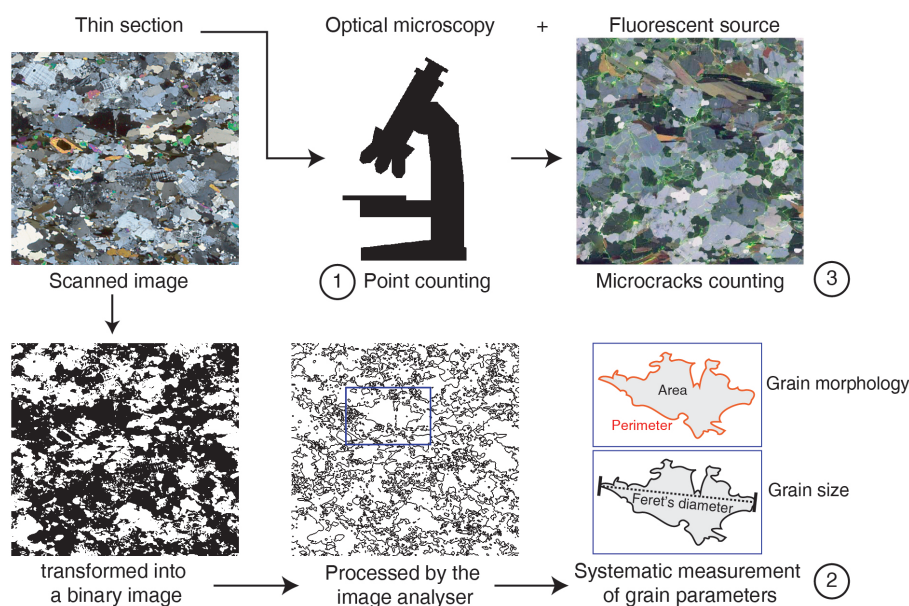 Thin section
Optical microscopy + Fluorescent source
Scanned image
1 Point counting
Microcracks counting 3
Area
Perimeter
Grain morphology
Feret's diameter
Grain size
transformed into
a binary image
Processed by the
image analyser
Systematic measurement
of grain parameters
2